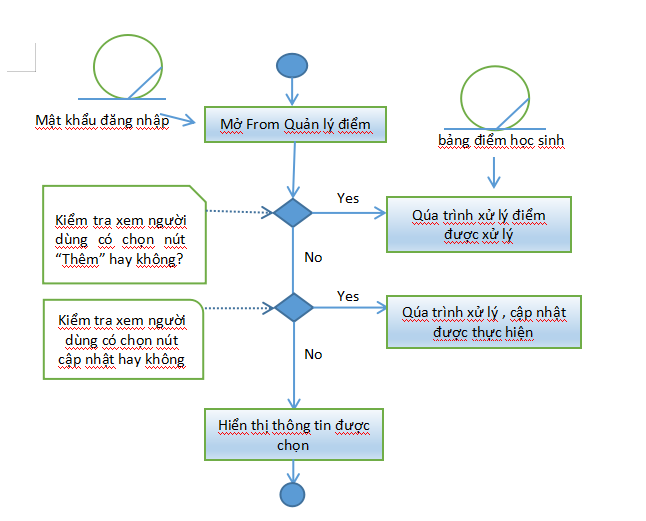 Mật khẩu đăng nhập
Mở From Quản lý điểm
bảng điểm học sinh
Kiểm tra xem người
dùng có chọn nút
“Thêm” hay không?
Yes
Qúa trình xử lý điểm
được xử lý
No
Kiểm tra xem người
dùng có chọn nút
cập nhật hay không
Yes
Qúa trình xử lý , cập nhật
được thực hiện
No
Hiển thị thông tin được
chọn